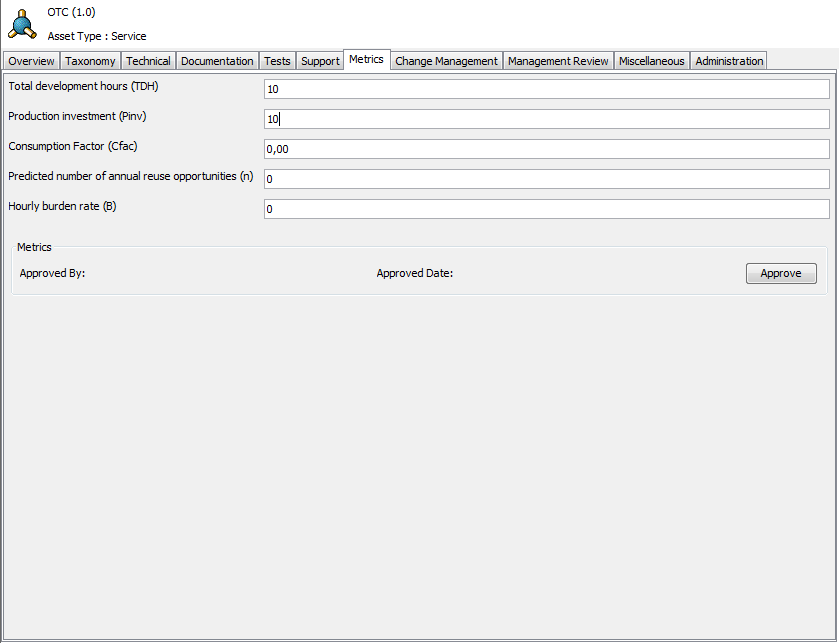 OTC (1.0)
Asset Type : Service
Overview Taxonomy Technical Documentation Tests Support Metrics Change Management Management Review Miscellaneous Administration
Total development hours (TDH) 10
Production investment (Pinv) 10
Consumption Factor (Cfac) 0,00
Predicted number of annual reuse opportunities (n) 0
Hourly burden rate (B) 0
Metrics
Approved By: Approved Date: Approve